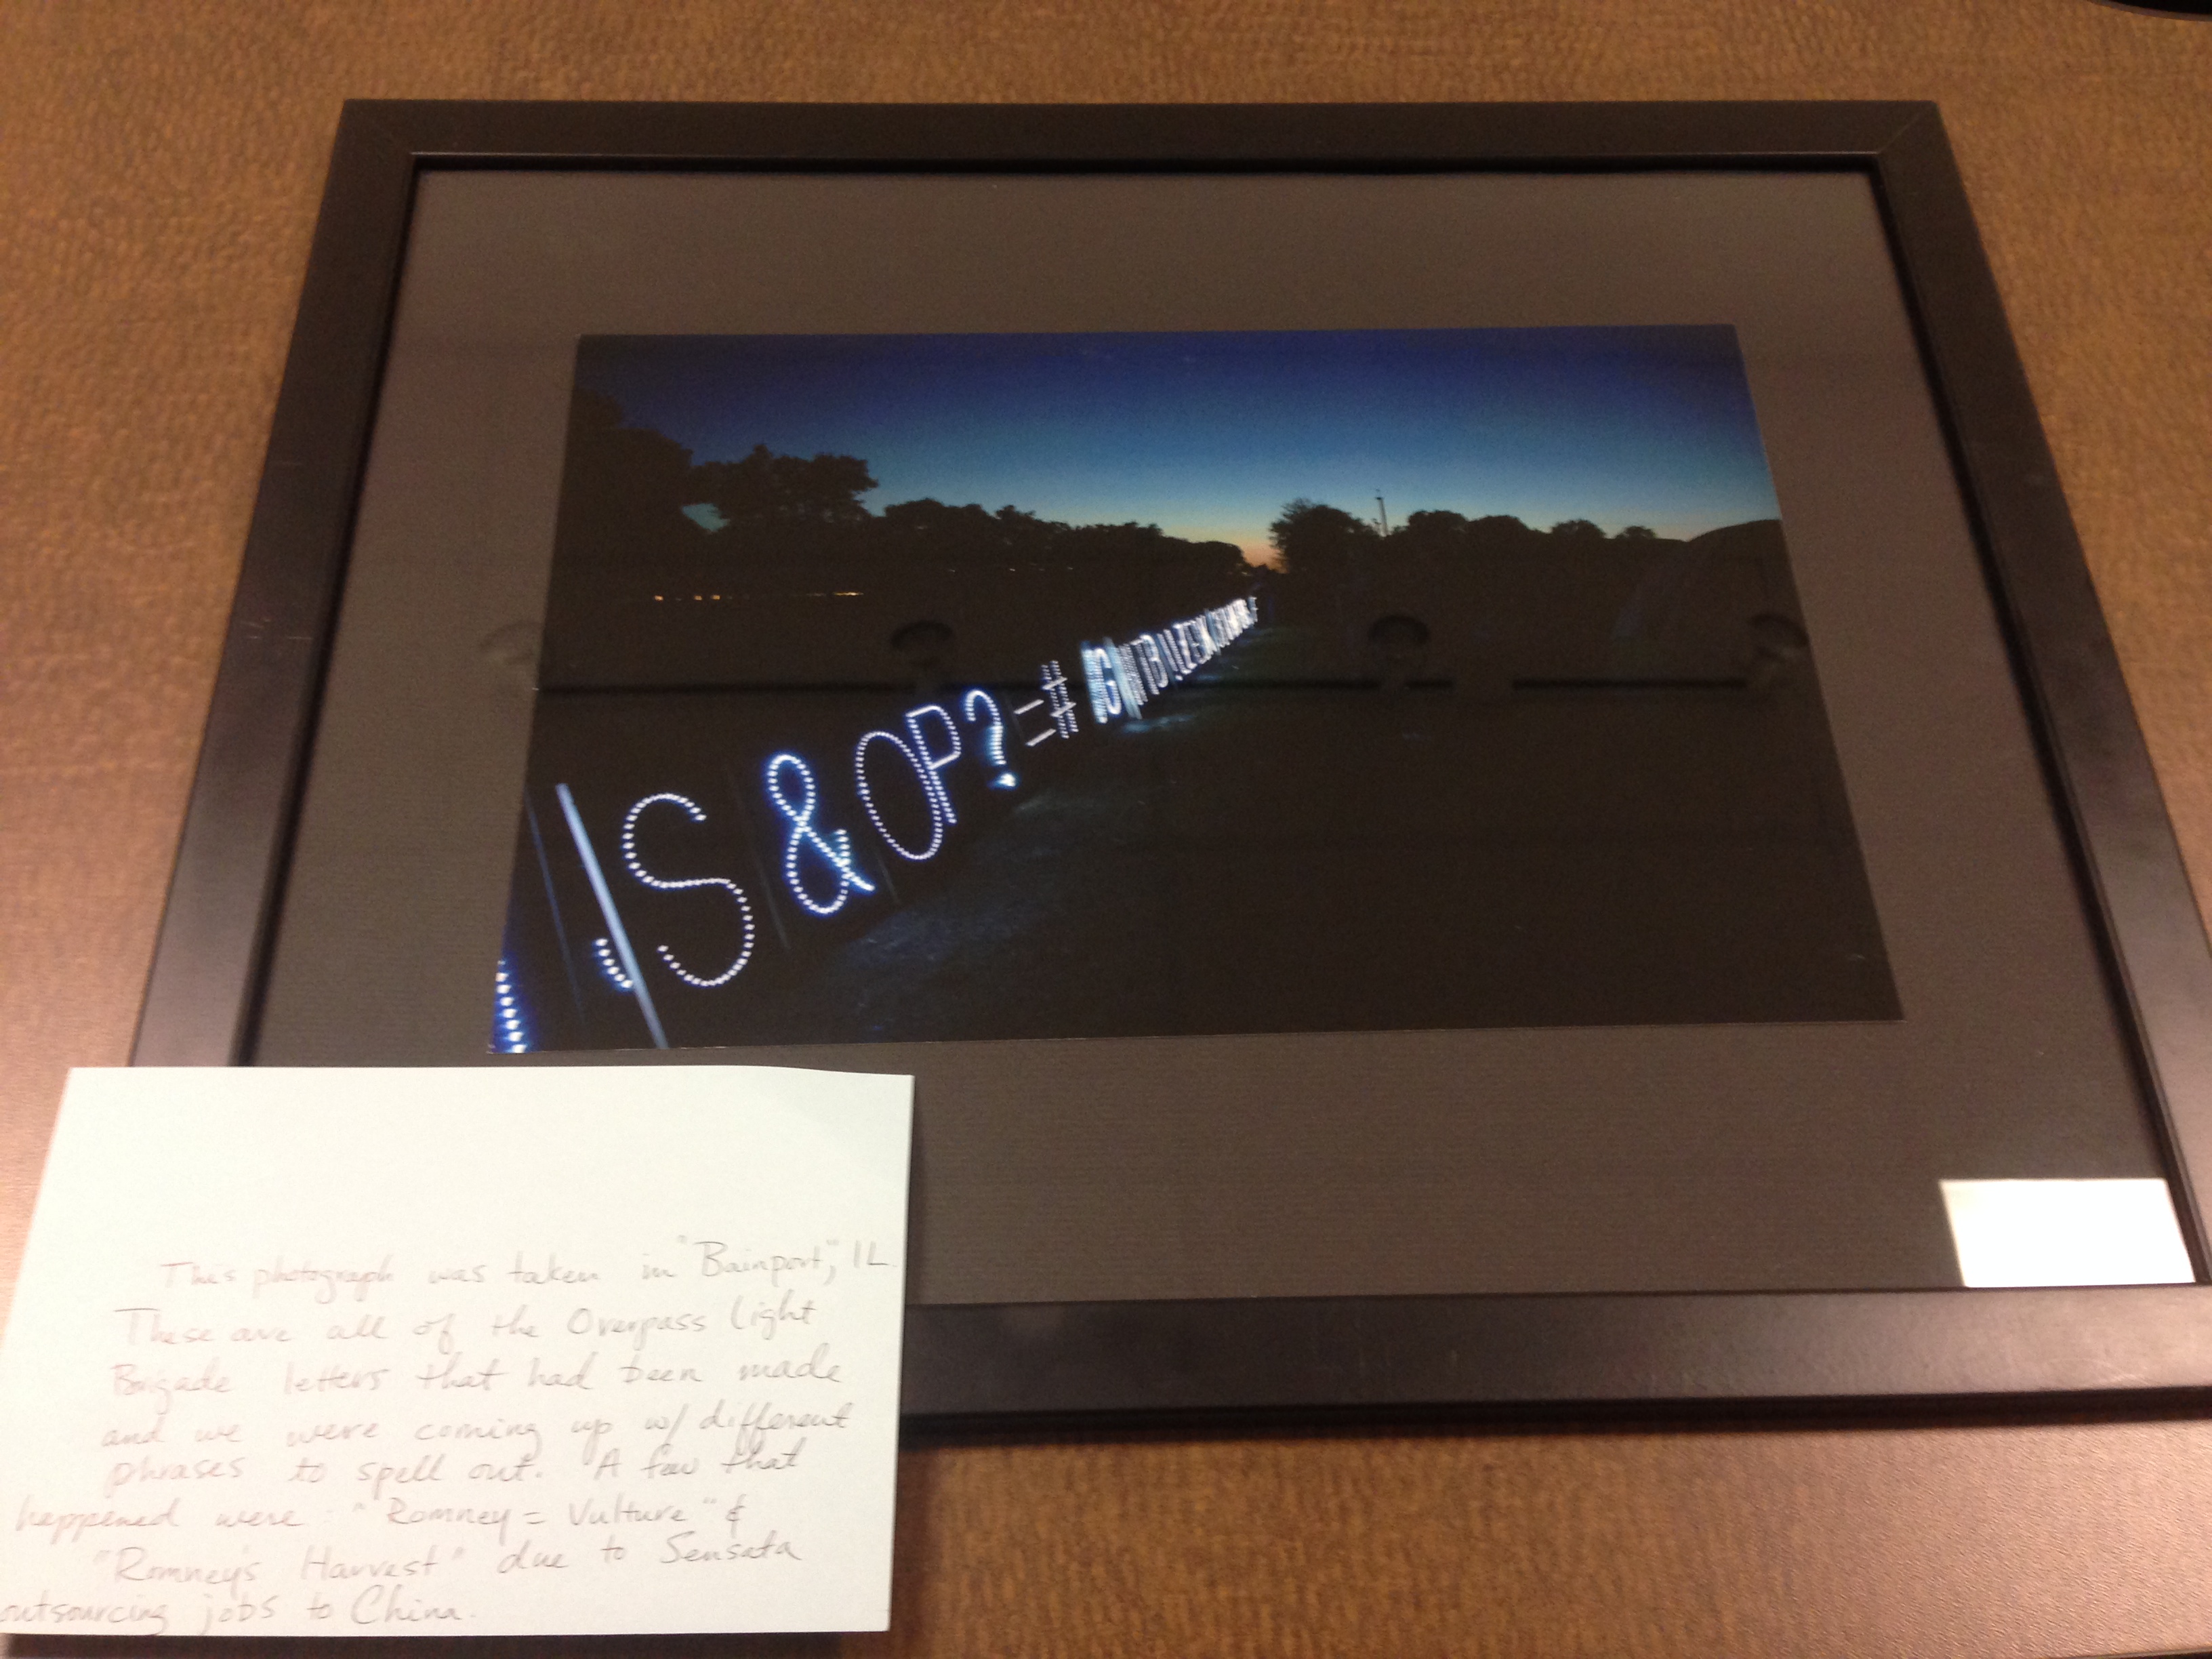 JS&OP?=#
This photograph was taken in "Bainport," IL.
These are all of the Overpass Light
Brigade letters that had been made
and we were coming up w/ different
phrases to spell out. A few that
happened were: "Romney = Vulture" &
"Romney's Harvest" due to Sensata
outsourcing jobs to China.